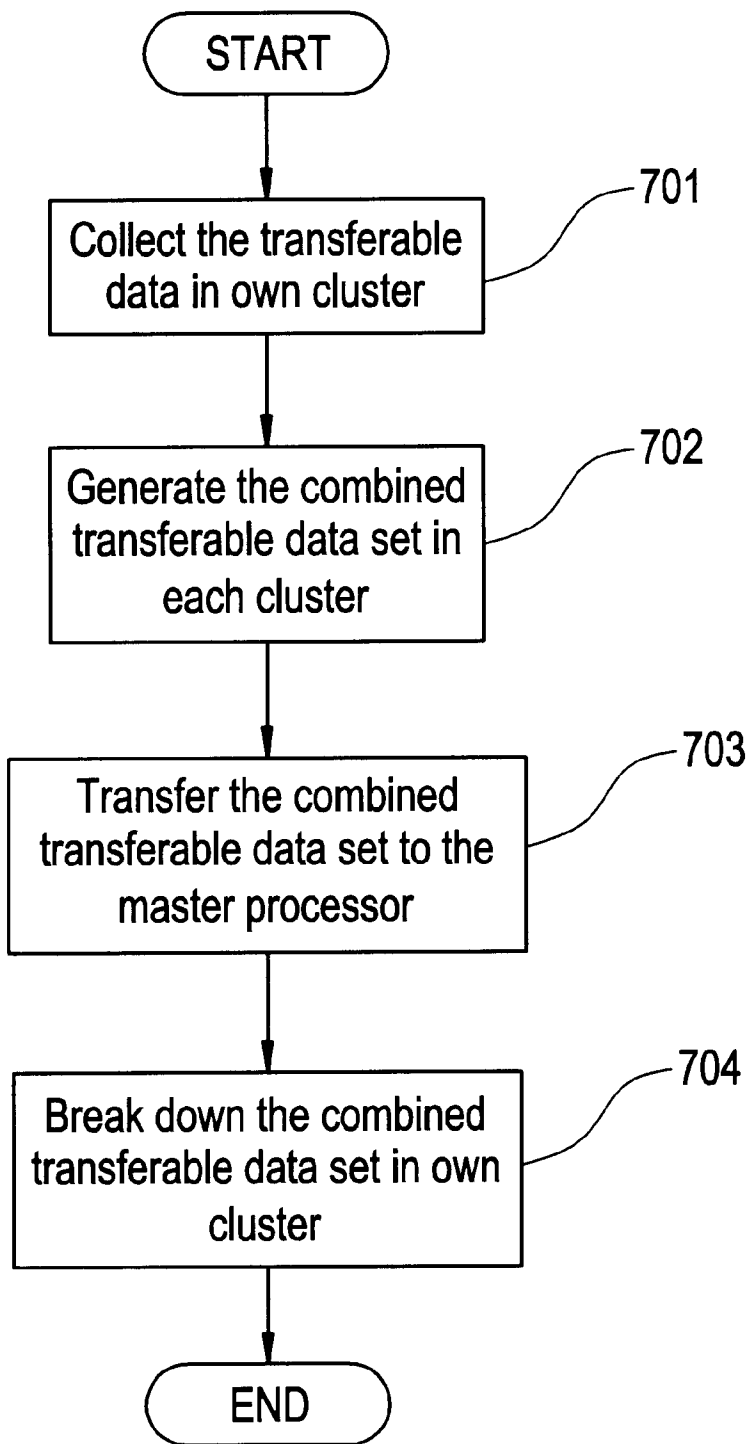 START
701
Collect the transferable
data in own cluster
702
Generate the combined
transferable data set in
each cluster
703
Transfer the combined
transferable data set to the
master processor
704
Break down the combined
transferable data set in own
cluster
END